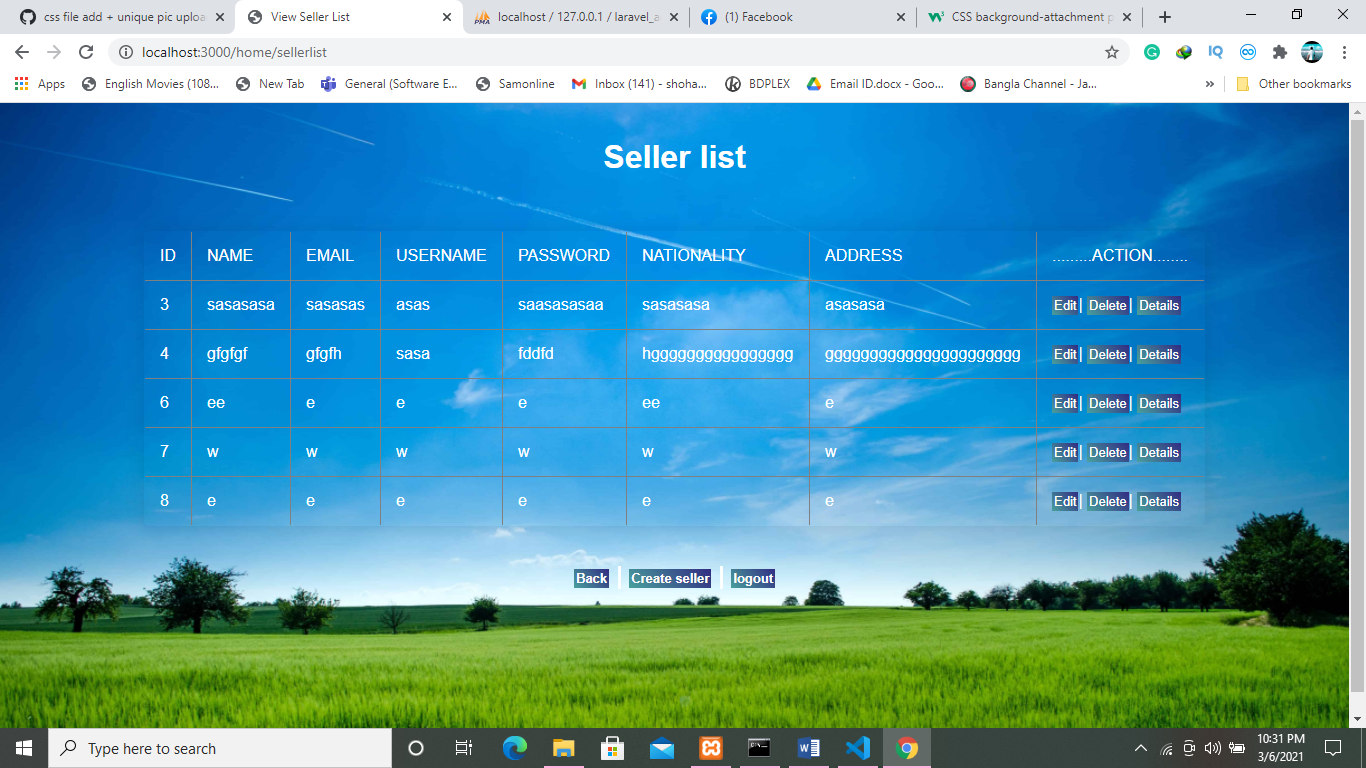 css file add + unique pic uploa
View Seller List
localhost / 127.0.0.1 / laravel_a
(1) Facebook
CSS background-attachment p
localhost:3000/home/sellerlist
Apps
English Movies (108...
New Tab
General (Software E...
Samonline
Inbox (141) - shoha...
BDPLEX
Email ID.docx - Goo...
Bangla Channel - Ja...
»
Other bookmarks
Seller list
ID NAME EMAIL USERNAME PASSWORD NATIONALITY ADDRESS .........ACTION........
3 sasasasa sasasas asas saasasasaa sasasasa asasasa Edit | Delete | Details
4 gfgfgf gfgfh sasa fddfd hgggggggggggggggg gggggggggggggggggggggg Edit | Delete | Details
6 ee e e e ee e Edit | Delete | Details
7 w w w w w w Edit | Delete | Details
8 e e e e e e Edit | Delete | Details
Back | Create seller | logout
Type here to search
10:31 PM
3/6/2021